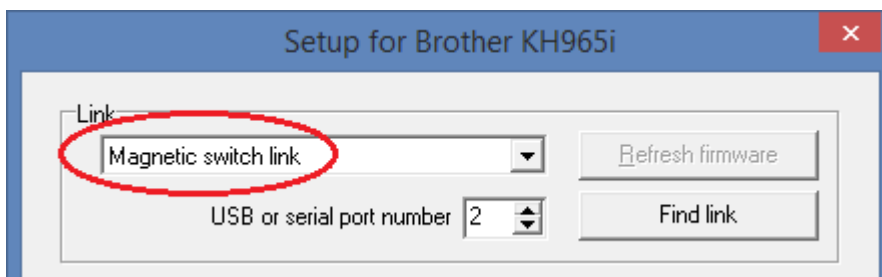 Setup for Brother KH965i
×
Link
Magnetic switch link
Refresh firmware
USB or serial port number 2
Find link